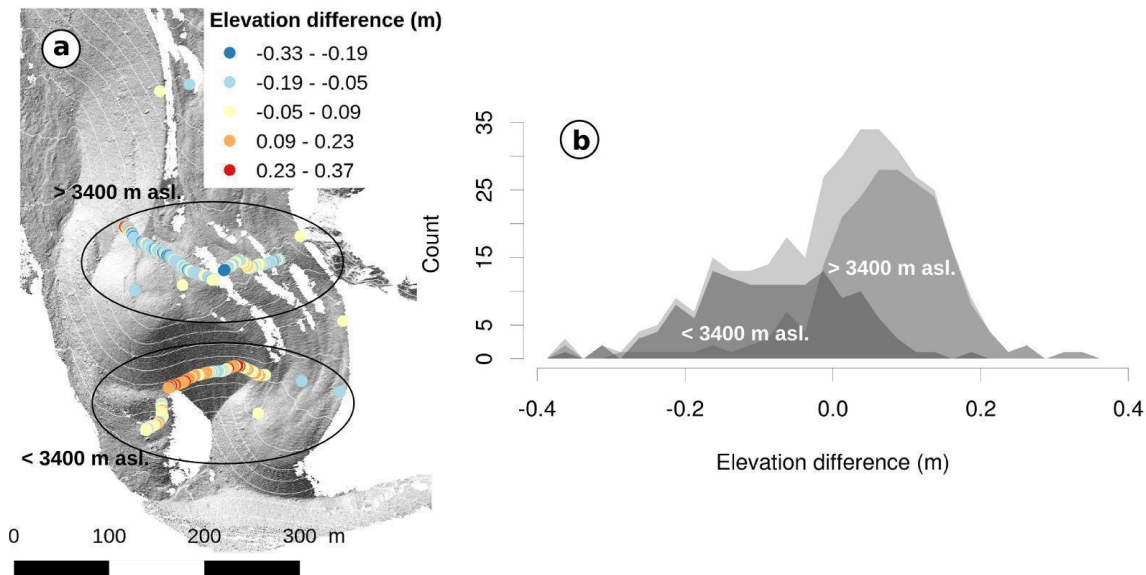 a
Elevation difference (m)
-0.33 - -0.19
-0.19 - -0.05
-0.05 - 0.09
0.09 - 0.23
0.23 - 0.37
> 3400 m asl.
< 3400 m asl.
0 100 200 300 m
b
Count
35
25
15
5
0
> 3400 m asl.
< 3400 m asl.
-0.4 -0.2 0.0 0.2 0.4
Elevation difference (m)